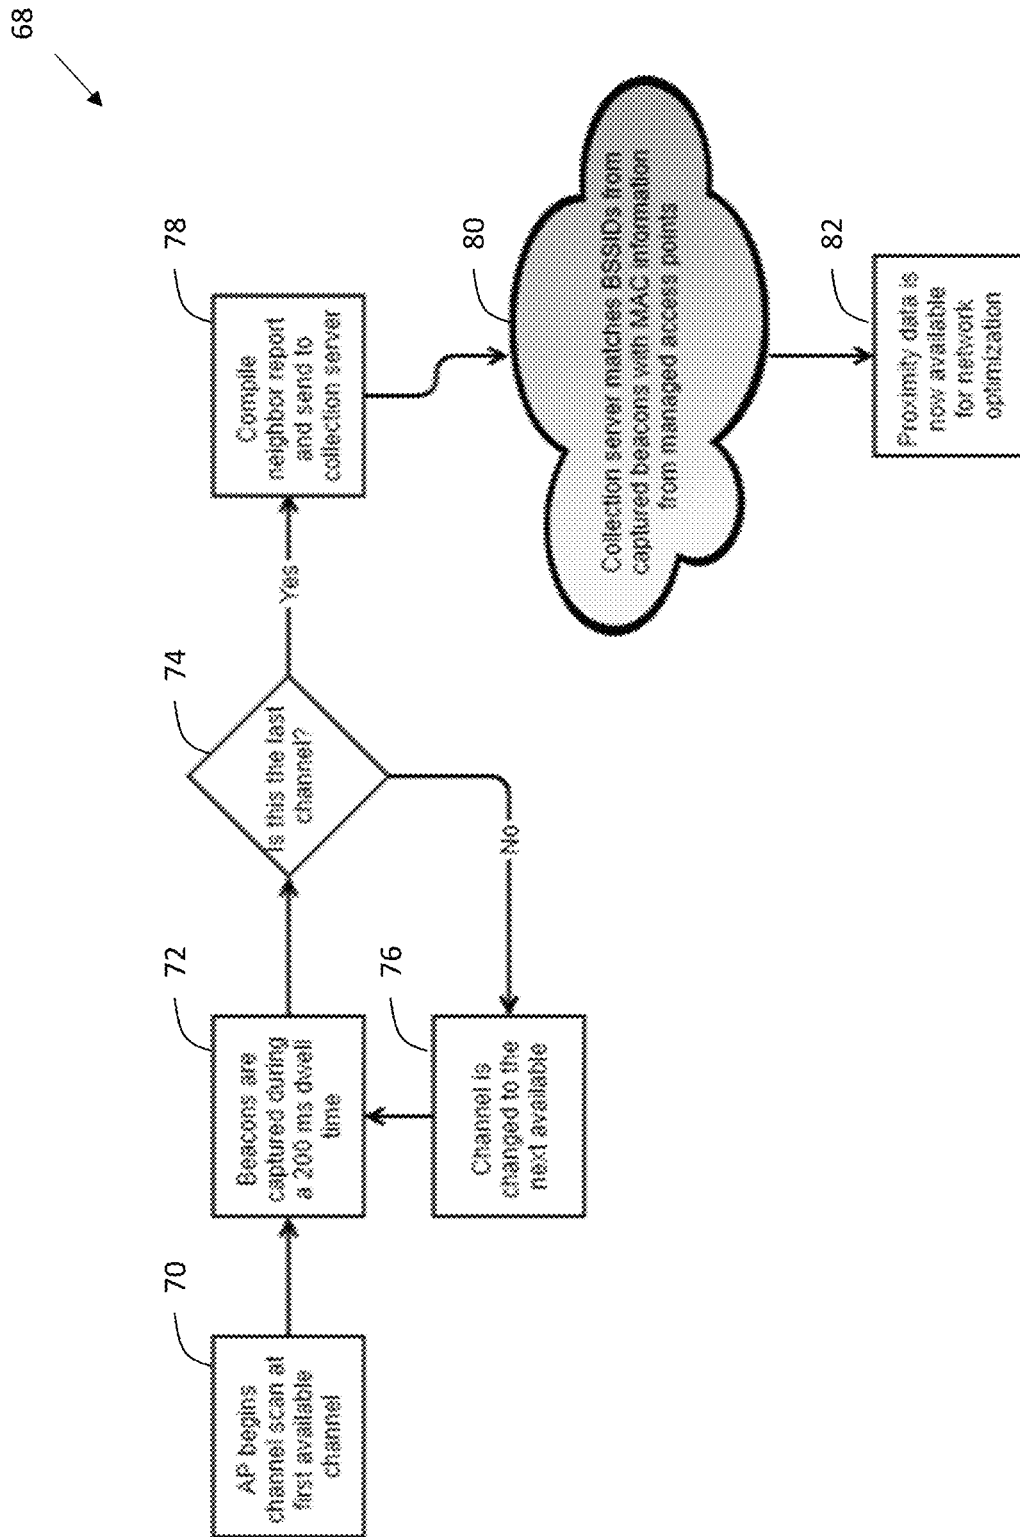 68
70
AP begins
channel scan at
first available
channel
72
Beacons are
captured during
a 200 ms dwell
time
74
Is this the last
channel?
Yes
No
76
Channel is
changed to the
next available
78
Compile
neighbor report
and send to
collection server
80
Collection server matches BSSIDs from
captured beacons with MAC information
from managed access points
82
Proximity data is
now available
for network
optimization